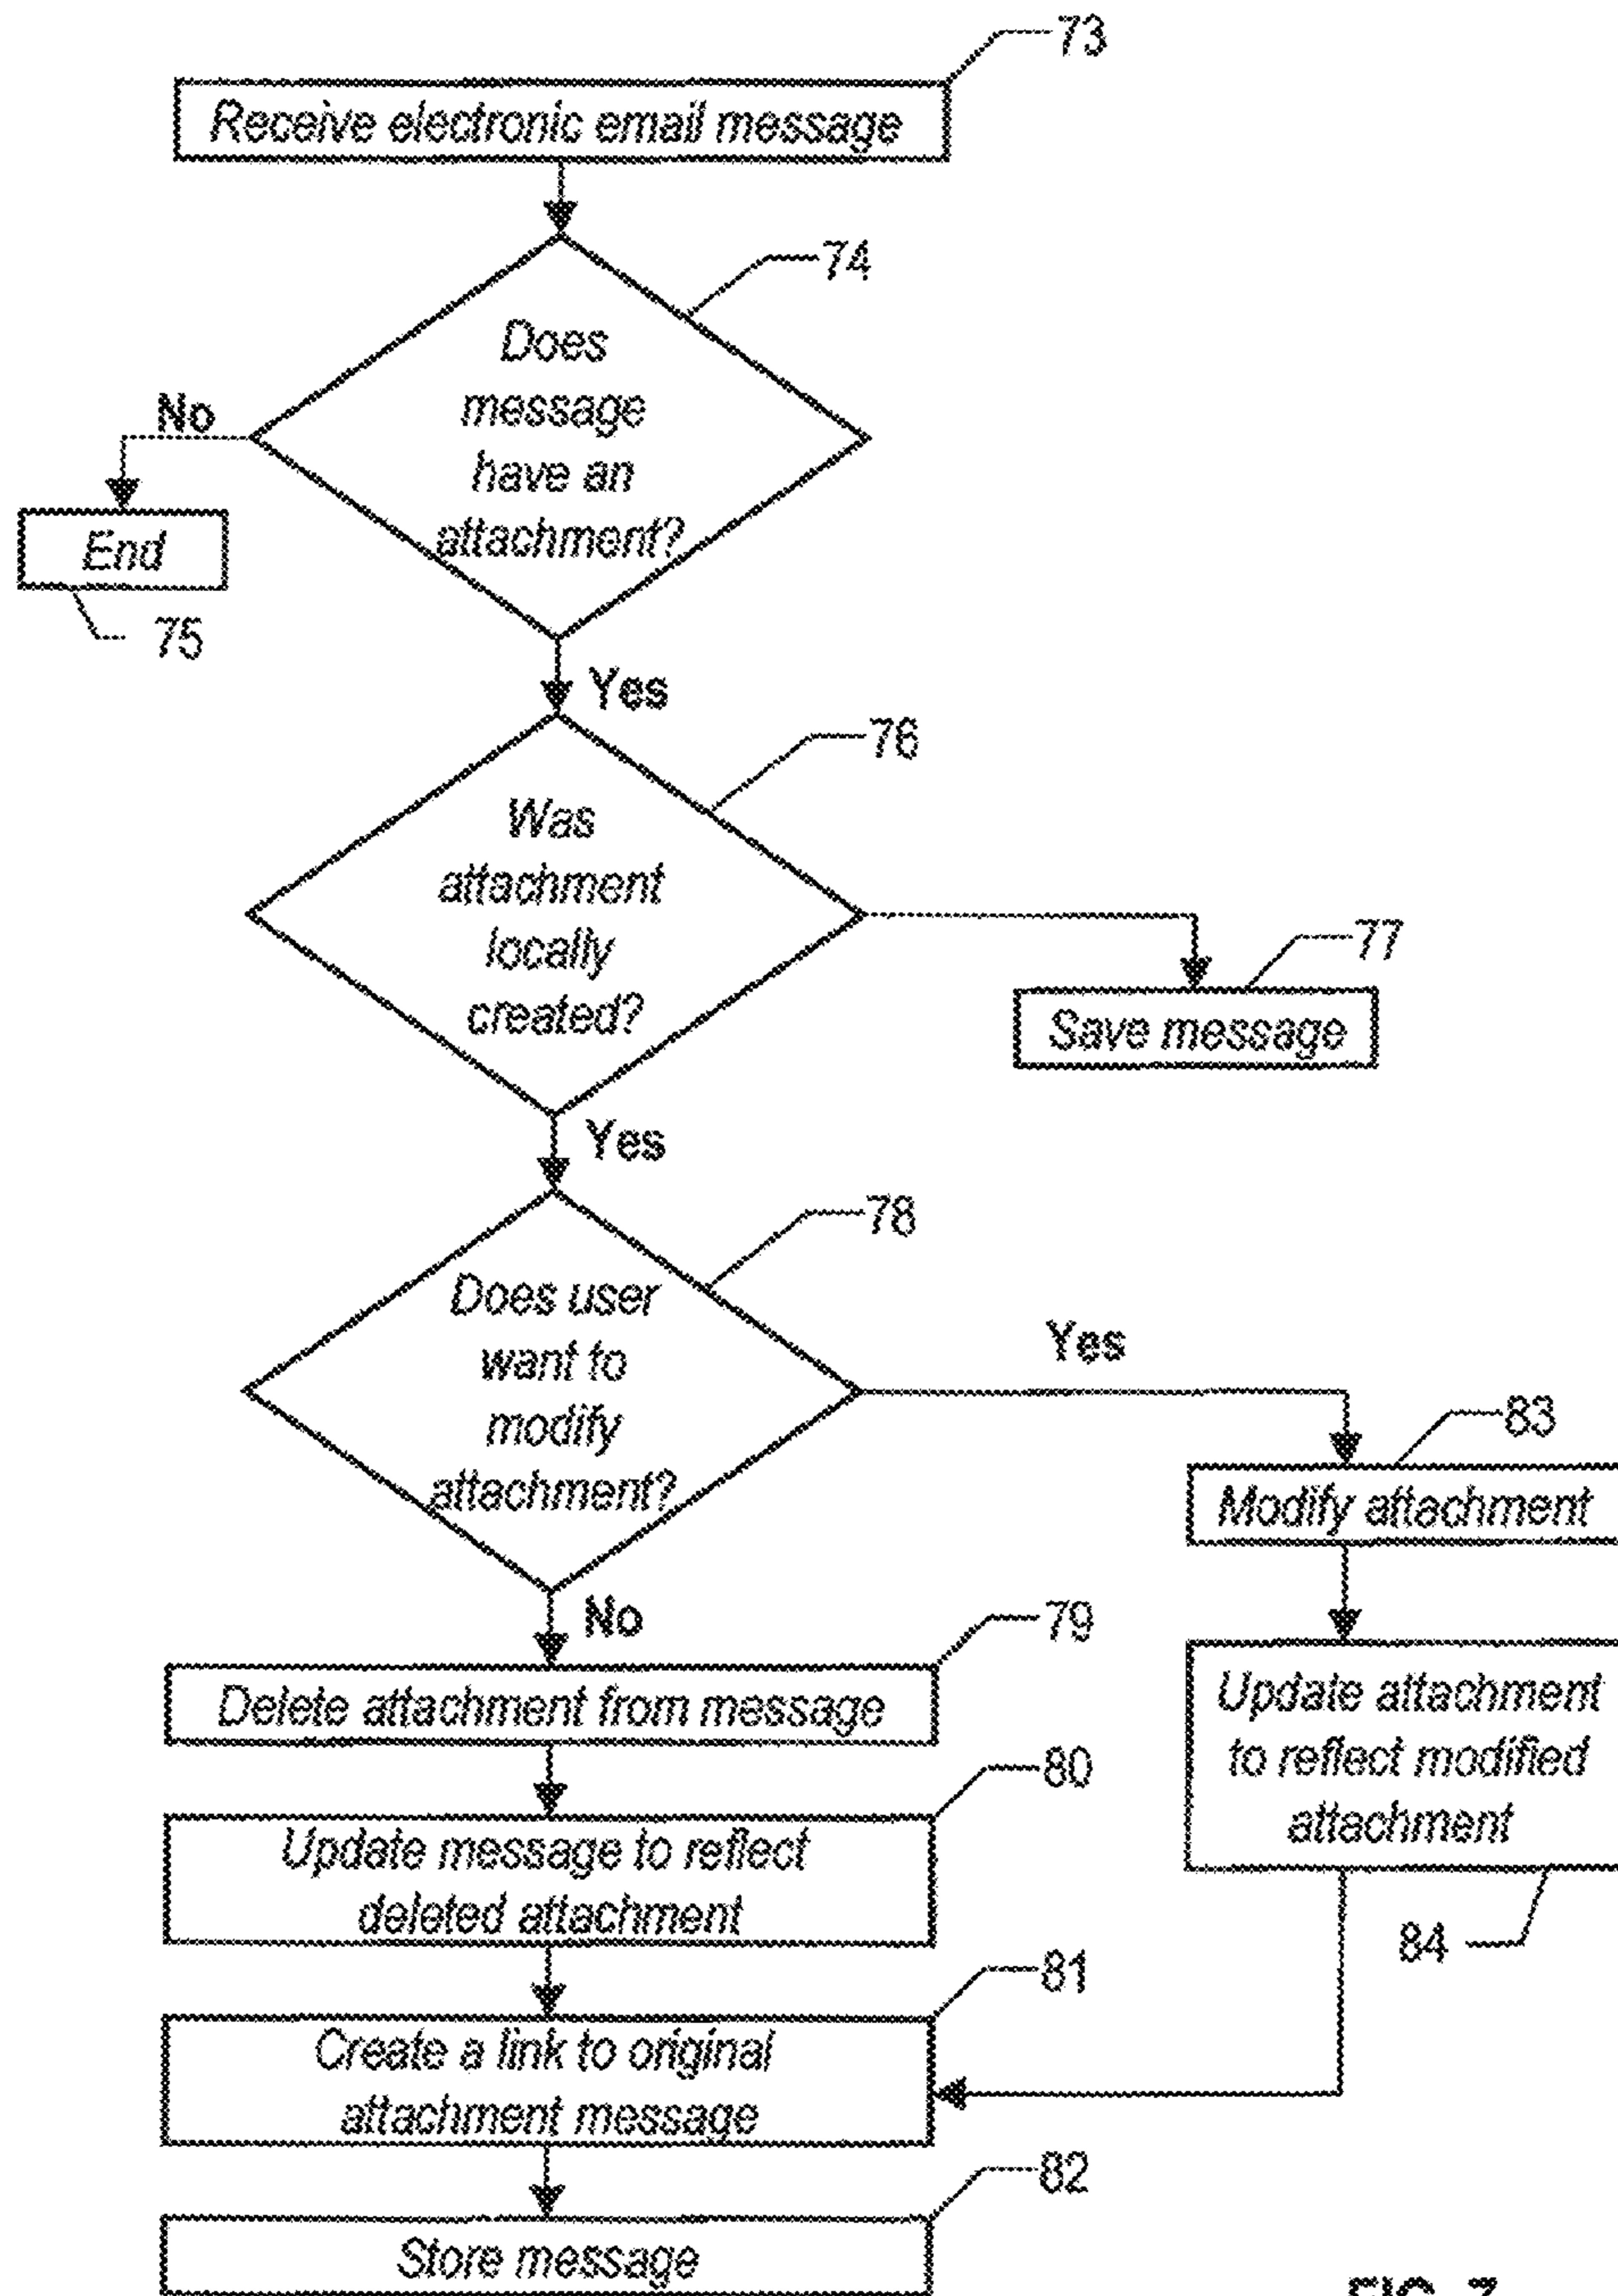 73
Receive electronic email message
74
Does
message
have an
attachment?
No
End
75
Yes
76
Was
attachment
locally
created?
77
Save message
Yes
78
Does user
want to
modify
attachment?
Yes
83
Modify attachment
No
79
Delete attachment from message
Update attachment
to reflect modified
attachment
84
80
Update message to reflect
deleted attachment
81
Create a link to original
attachment message
82
Store message